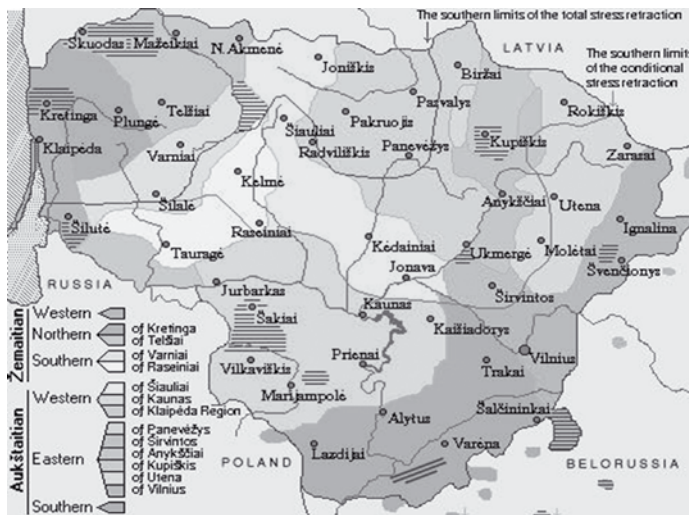 The southern limits of the total stress retraction
LATVIA
The southern limits
of the conditional
stress retraction
Skuodas
Mažeikiai
N.Akmenė
Joniškis
Biržai
Pasvalys
Rokiškis
Kretinga
Plungė
Telšiai
Šiauliai
Pakruojis
Radviliškis
Panevėžys
Kupiškis
Zarasai
Klaipėda
Varniai
Kelmė
Šilalė
Anykščiai
Utena
Šilutė
Raseiniai
Ignalina
Tauragė
Kėdainiai
Ukmergė
Molėtai
Švenčionys
RUSSIA
Jonava
Jurbarkas
Širvintos
Kaunas
Šakiai
Kaišiadorys
Vilnius
Prienai
Vilkaviškis
Trakai
Marijampolė
Alytus
Šalčininkai
Lazdijai
Varėna
POLAND
BELORUSSIA
Žemaitian
Western
Northern
of Kretinga
of Telšiai
Southern
of Varniai
of Raseiniai
Aukštaitian
Western
of Šiauliai
of Kaunas
of Klaipėda Region
Eastern
of Panevėžys
of Širvintos
of Anykščiai
of Kupiškis
of Utena
of Vilnius
Southern